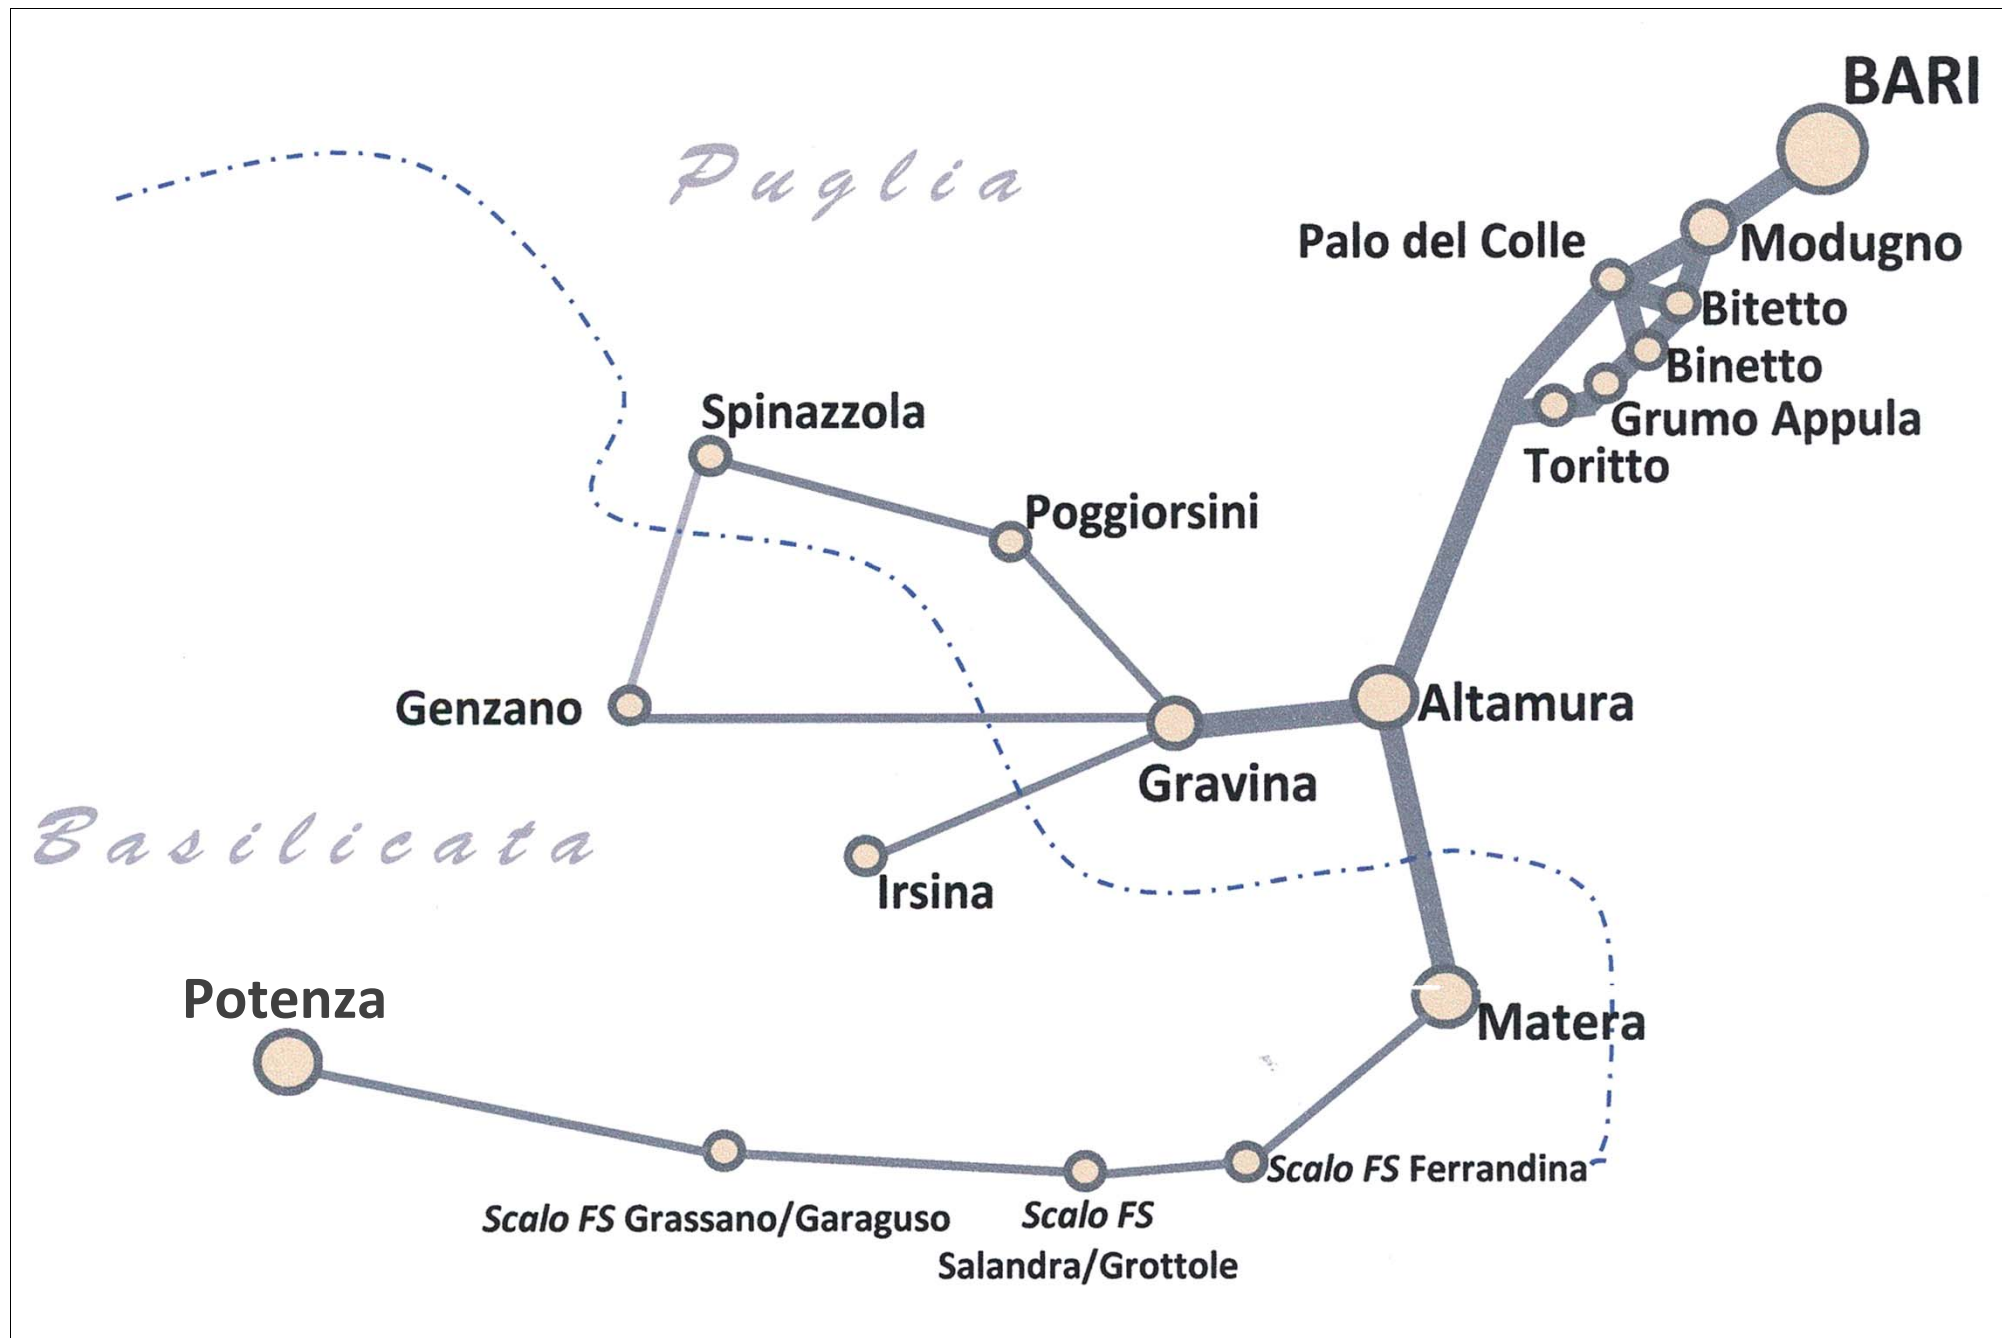 BARI
Puglia
Palo del Colle
Modugno
Bitetto
Binetto
Grumo Appula
Toritto
Spinazzola
Poggiorsini
Genzano
Altamura
Gravina
Basilicata
Irsina
Potenza
Matera
Scalo FS Ferrandina
Scalo FS Grassano/Garaguso
Scalo FS
Salandra/Grottole